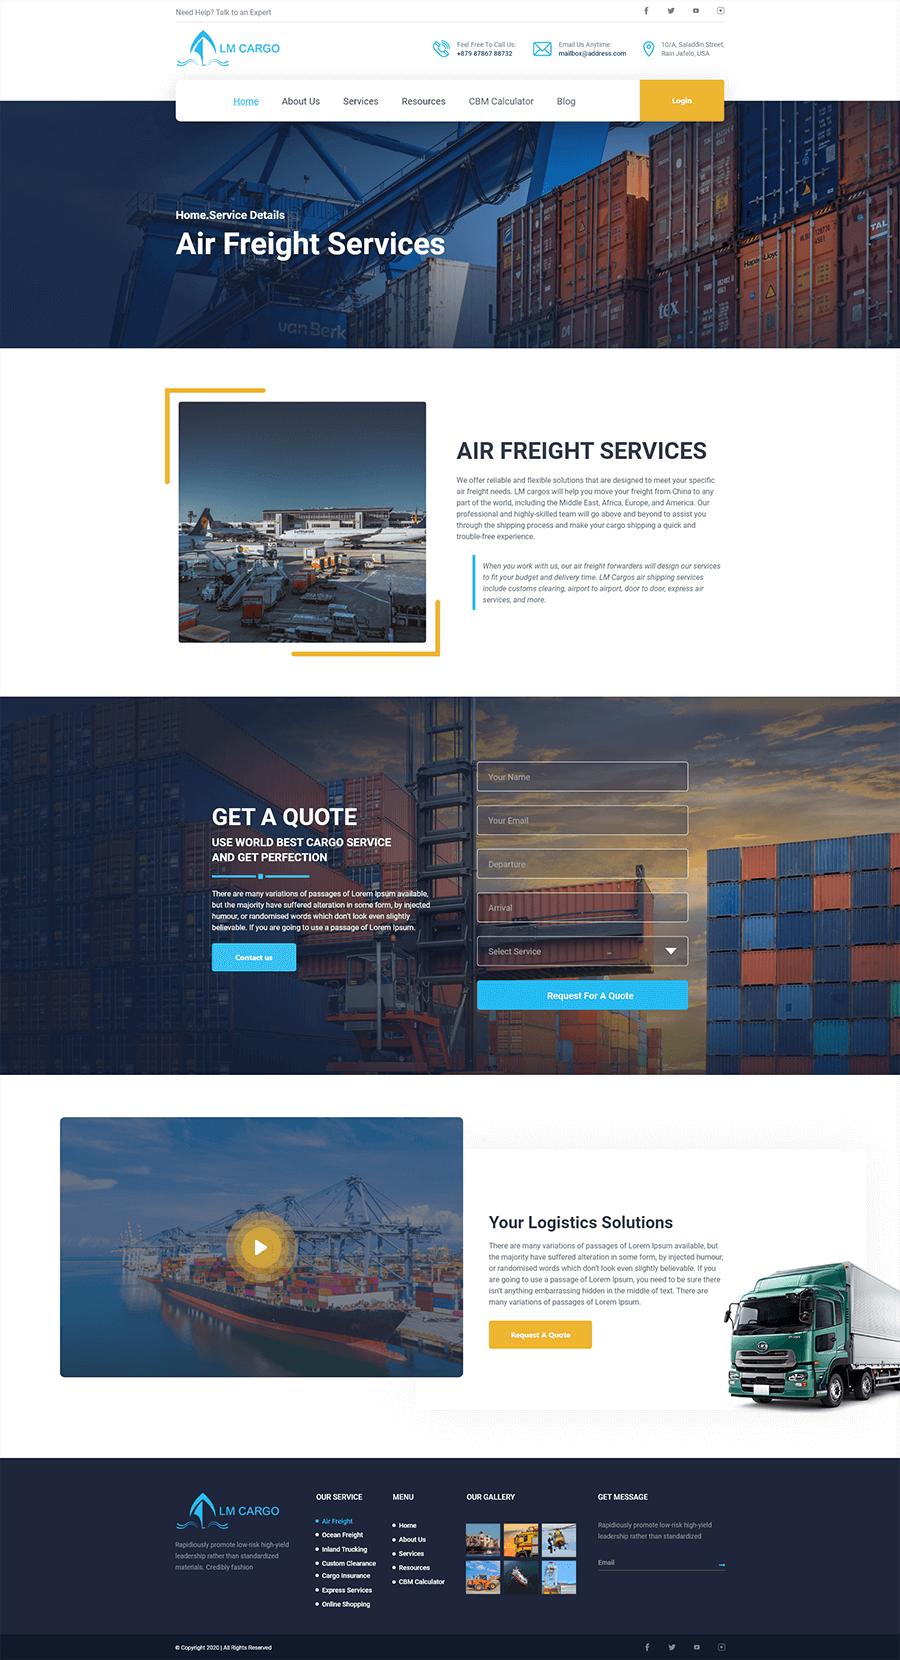 Need Help? Talk to an Expert
LM CARGO
Feel Free To Call Us:
+879 87867 88732
Email Us Anytime:
mailbox@address.com
10/A, Saladdin Street,
Rain Jafelo, USA
Home
About Us
Services
Resources
CBM Calculator
Blog
Login
Home.Service Details
Air Freight Services
van Berk
tex
Hapag-Lloyd
TAL
AIR FREIGHT SERVICES
We offer reliable and flexible solutions that are designed to meet your specific
air freight needs. LM cargos will help you move your freight from China to any
part of the world, including the Middle East, Africa, Europe, and America. Our
professional and highly-skilled team will go above and beyond to assist you
through the shipping process and make your cargo shipping a quick and
trouble-free experience.
When you work with us, our air freight forwarders will design our services
to fit your budget and delivery time. LM Cargos air shipping services
include customs clearing, airport to airport, door to door, express air
services, and more.
GET A QUOTE
USE WORLD BEST CARGO SERVICE
AND GET PERFECTION
There are many variations of passages of Lorem Ipsum available,
but the majority have suffered alteration in some form, by injected
humour, or randomised words which don't look even slightly
believable. If you are going to use a passage of Lorem Ipsum.
Contact us
Your Name
Your Email
Departure
Arrival
Select Service
Request For A Quote
Your Logistics Solutions
There are many variations of passages of Lorem Ipsum available, but
the majority have suffered alteration in some form, by injected humour,
or randomised words which don't look even slightly believable. If you
are going to use a passage of Lorem Ipsum, you need to be sure there
isn't anything embarrassing hidden in the middle of text. There are
many variations of passages of Lorem Ipsum.
Request A Quote
LM CARGO
Rapidiously promote low-risk high-yield
leadership rather than standardized
materials. Credibly fashion
OUR SERVICE
Air Freight
Ocean Freight
Inland Trucking
Custom Clearance
Cargo Insurance
Express Services
Online Shopping
MENU
Home
About Us
Services
Resources
CBM Calculator
OUR GALLERY
GET MESSAGE
Rapidiously promote low-risk high-yield
leadership rather than standardized
Email
© Copyright 2020 | All Rights Reserved